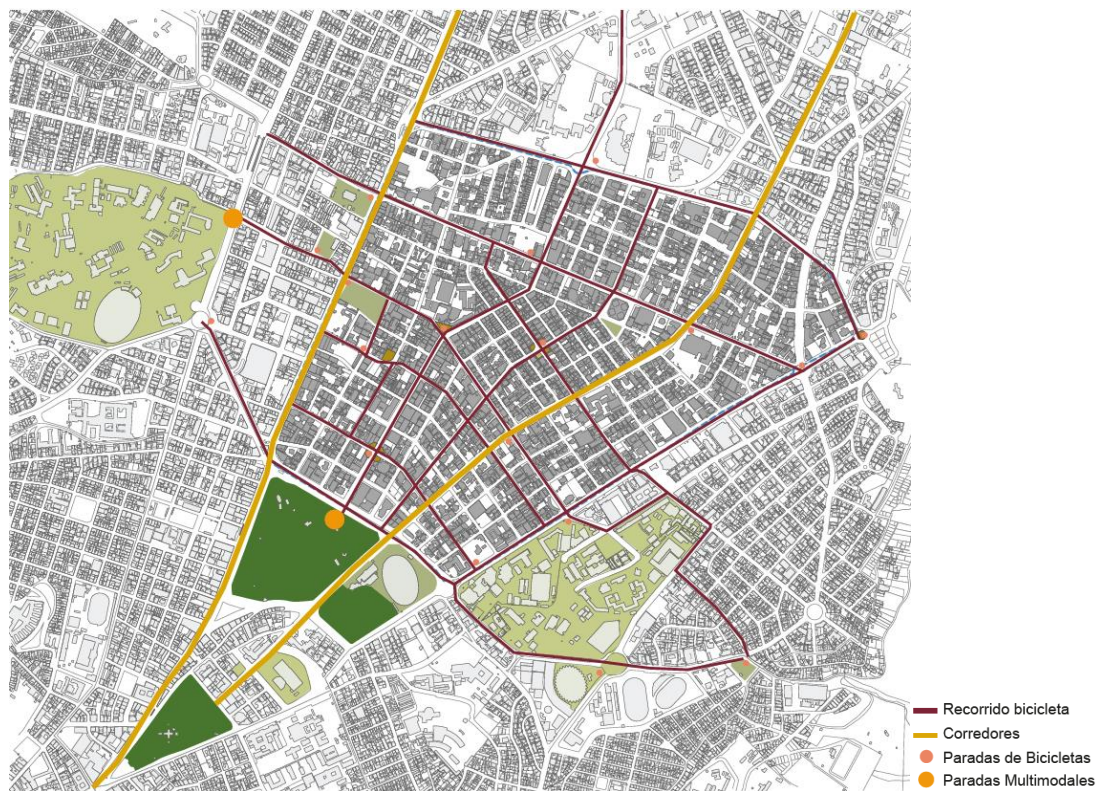 Recorrido bicicleta
Corredores
Paradas de Bicicletas
Paradas Multimodales